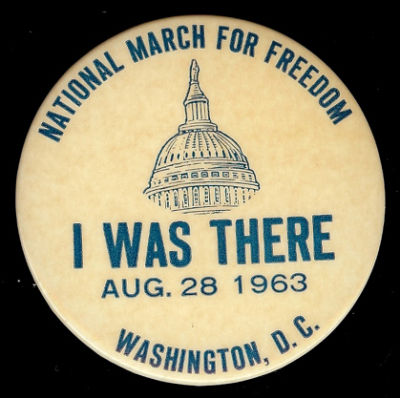 NATIONAL MARCH FOR FREEDOM
I WAS THERE
AUG. 28 1963
WASHINGTON, D.C.